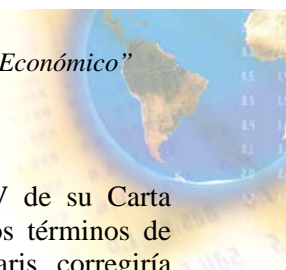 Económico”
V de su Carta
os términos de
aris corregiría